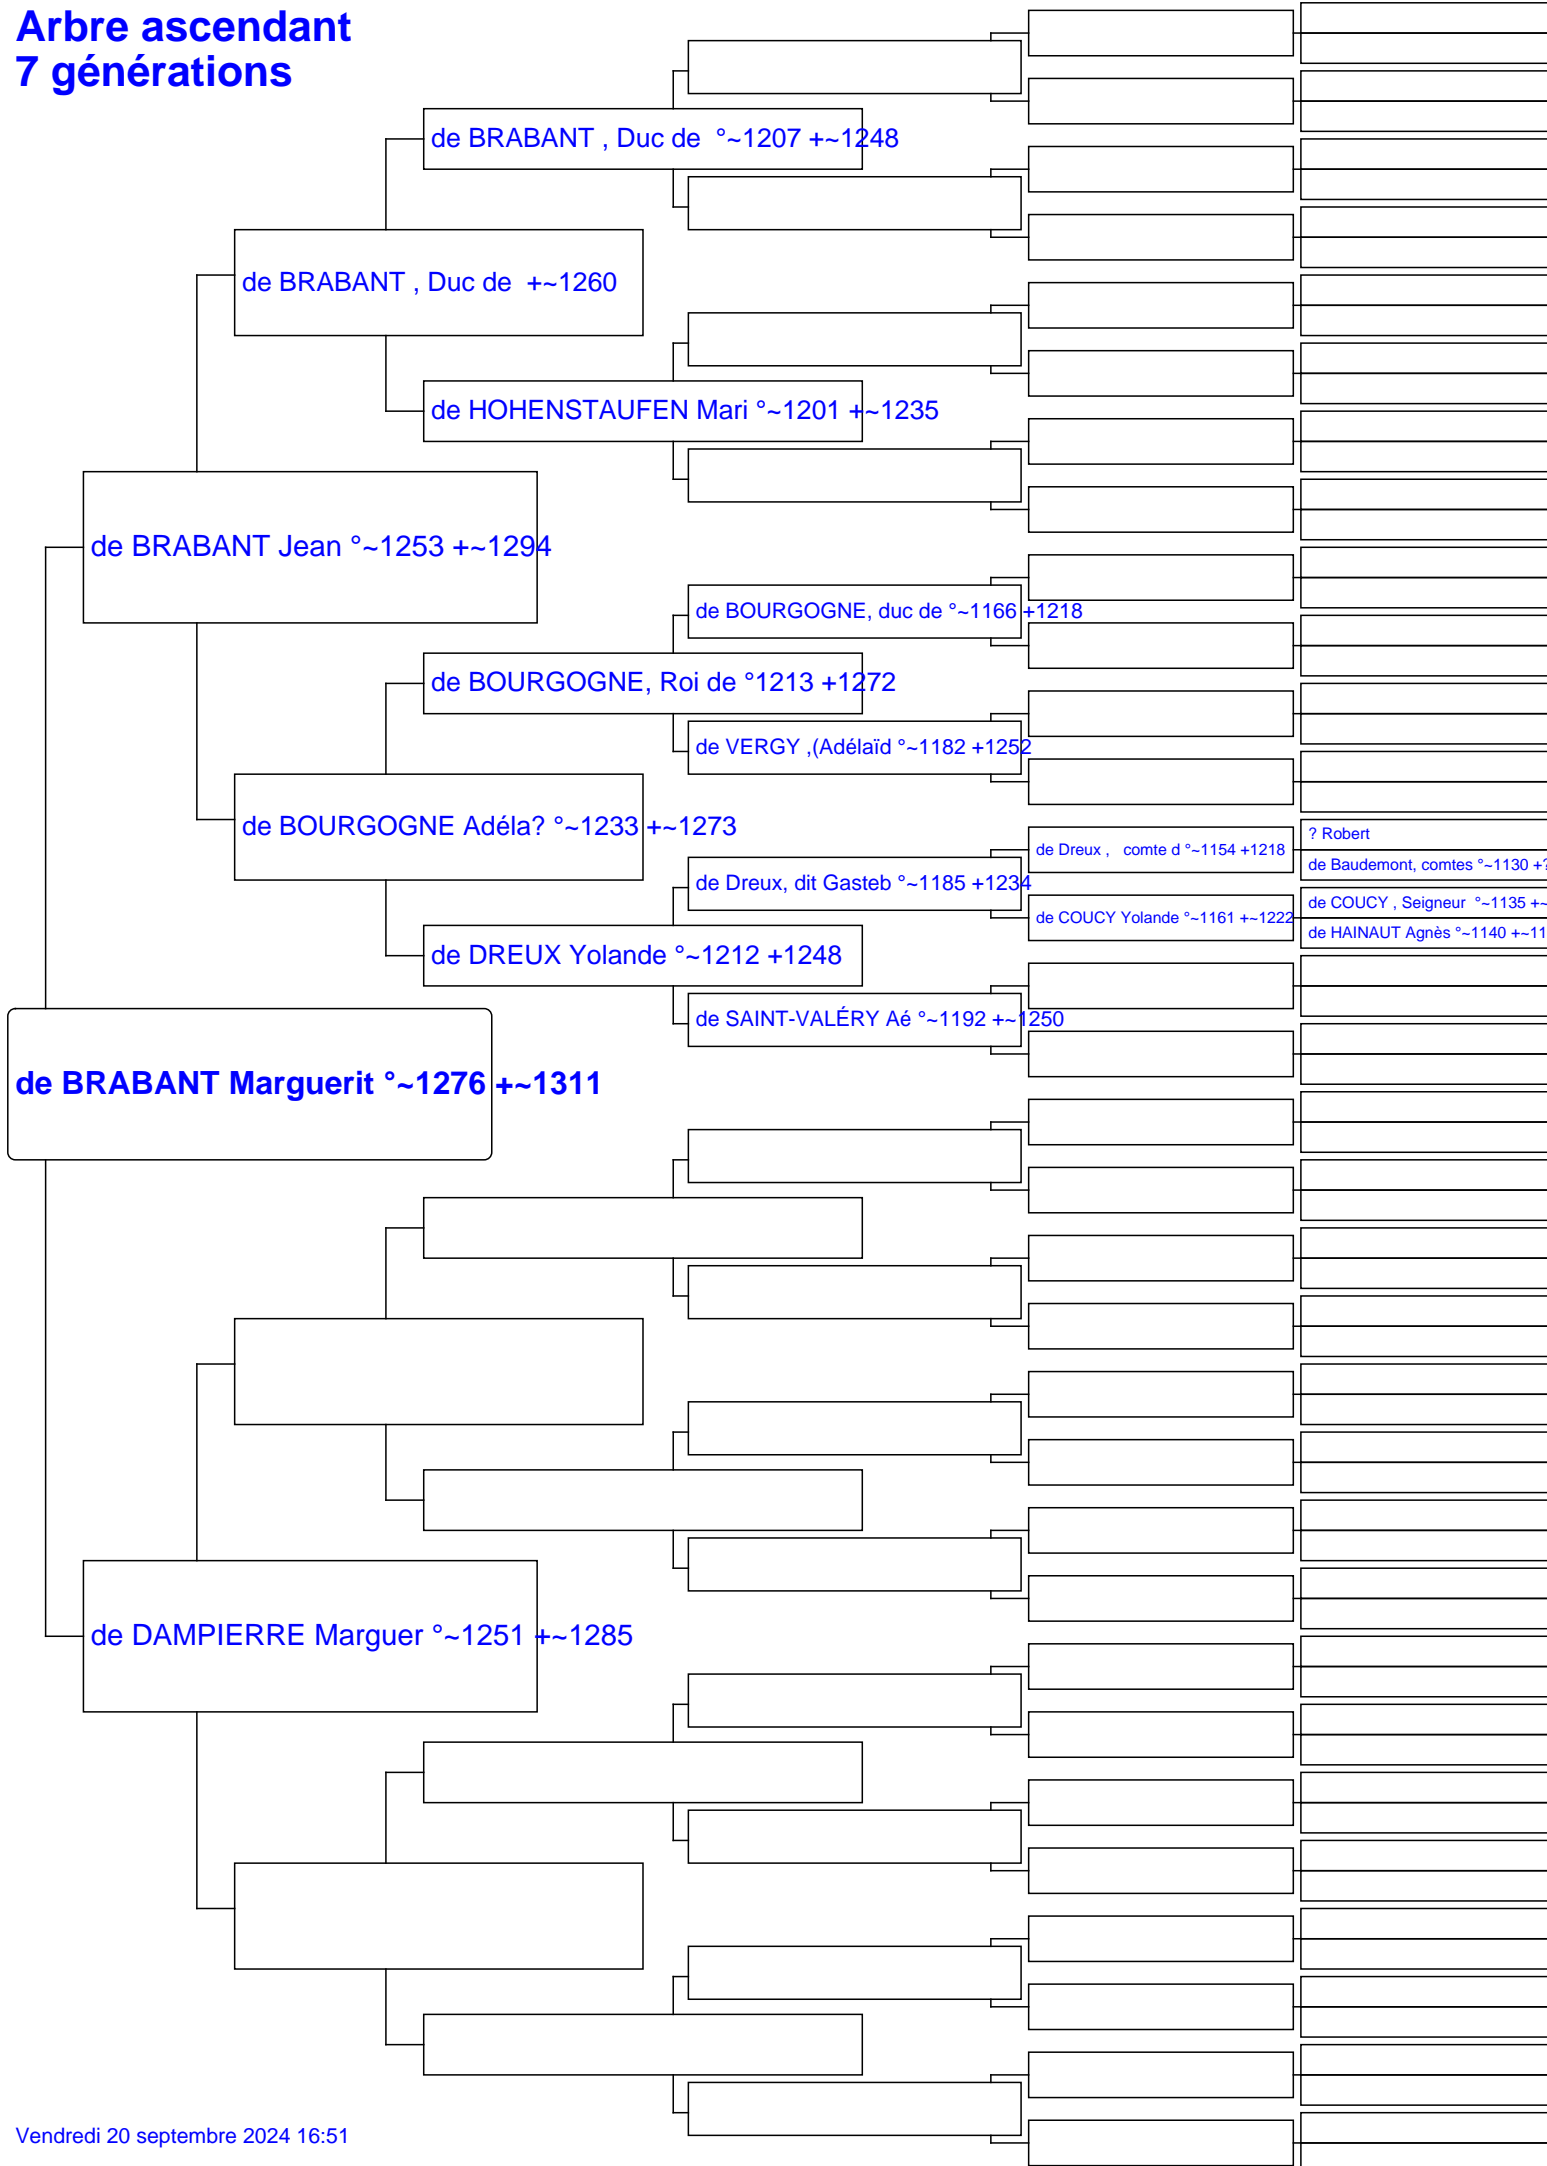 Arbre ascendant
7 générations
de BRABANT , Duc de  °~1207 +~1248
de BRABANT , Duc de  +~1260
de HOHENSTAUFEN Mari °~1201 +~1235
de BRABANT Jean °~1253 +~1294
de BOURGOGNE, duc de °~1166 +1218
de BOURGOGNE, Roi de °1213 +1272
de VERGY ,(Adélaïd °~1182 +1252
de BOURGOGNE Adéla? °~1233 +~1273
? Robert
de Dreux ,   comte d °~1154 +1218
de Baudemont, comtes °~1130 +?
de Dreux, dit Gasteb °~1185 +1234
de COUCY , Seigneur  °~1135 +~
de COUCY Yolande °~1161 +~1222
de HAINAUT Agnès °~1140 +~11
de DREUX Yolande °~1212 +1248
de SAINT-VALÉRY Aé °~1192 +~1250
de BRABANT Marguerit °~1276 +~1311
de DAMPIERRE Marguer °~1251 +~1285
Vendredi 20 septembre 2024 16:51